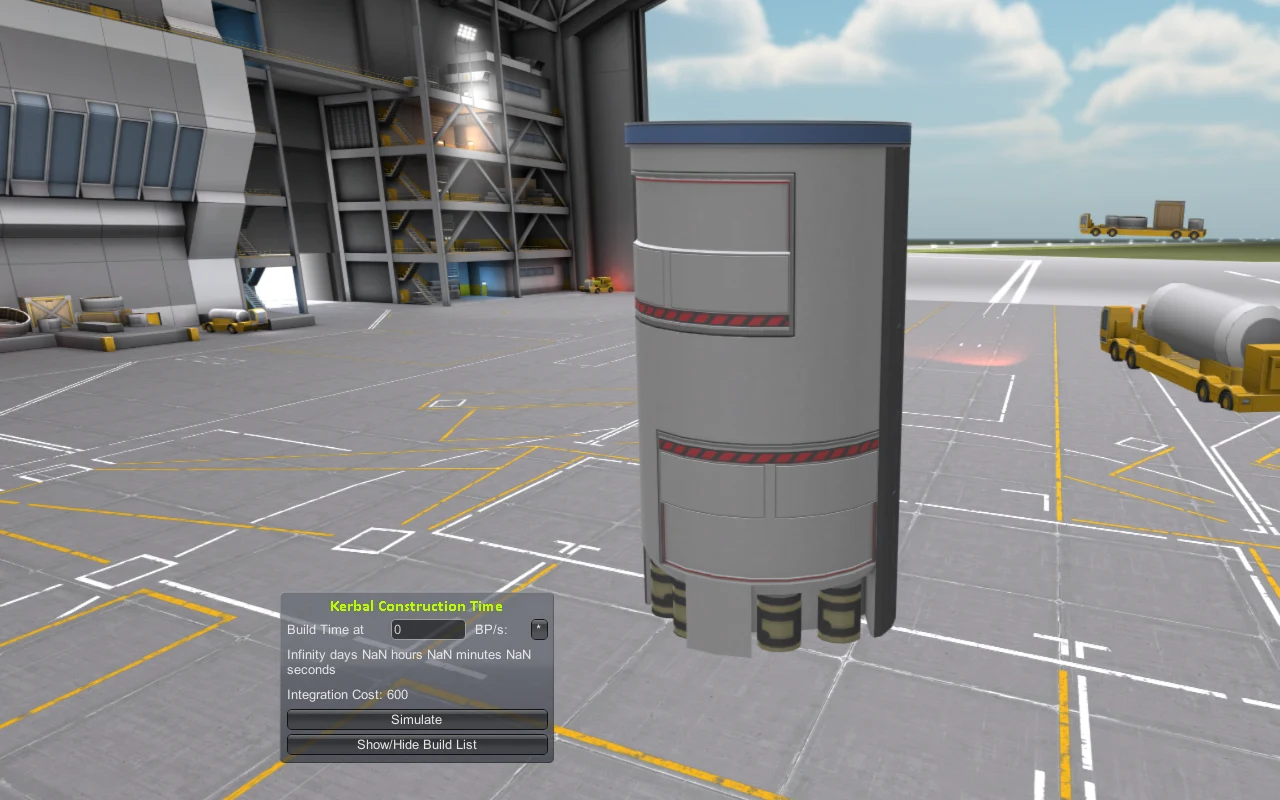 Kerbal Construction Time
Build Time at 0 BP/s: *
Infinity days NaN hours NaN minutes NaN
seconds
Integration Cost: 600
Simulate
Show/Hide Build List